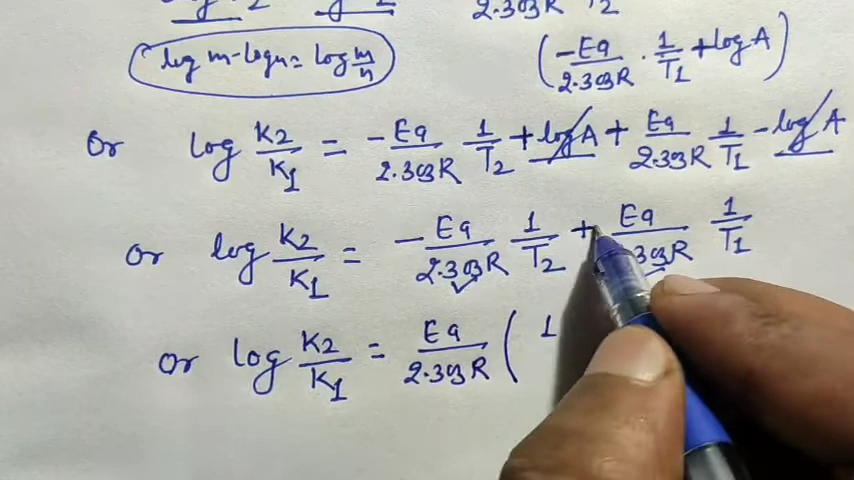 2.303R T2
log m - log n = log m/n
(-Ea/2.303R · 1/T1 + log A)
Or log K2/K1 = -Ea/2.303R 1/T2 + log A + Ea/2.303R 1/T1 - log A
or log K2/K1 = -Ea/2.303R 1/T2 + Ea/303R 1/T1
or log K2/K1 = Ea/2.303R ( 1